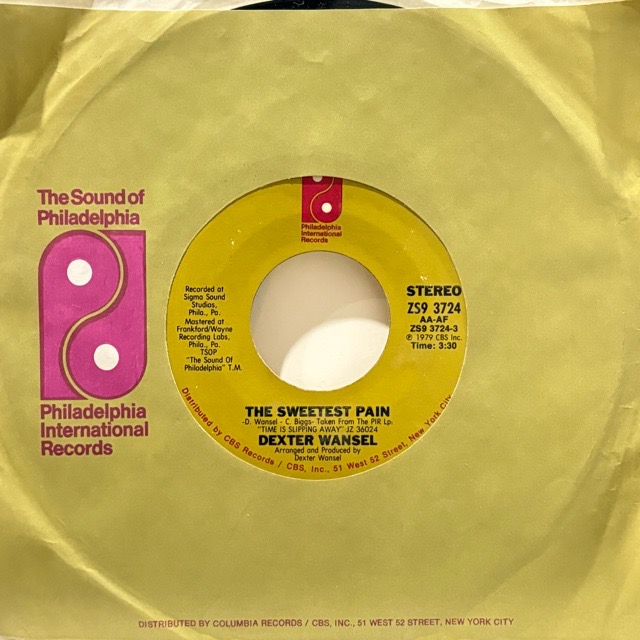 The Sound of
Philadelphia
Philadelphia
International
Records
Philadelphia
International
Records
Recorded at
Sigma Sound
Studios,
Phila., Pa.
Mastered at
Frankford/Wayne
Recording Labs,
Phila., Pa.
TSOP
"The Sound Of
Philadelphia" T.M.
STEREO
ZS9 3724
AA-AF
ZS9 3724-3
℗ 1979 CBS Inc.
Time: 3:30
THE SWEETEST PAIN
-D. Wansel - C. Biggs- Taken From The PIR Lp:
"TIME IS SLIPPING AWAY" JZ 36024
DEXTER WANSEL
Arranged and Produced by
Dexter Wansel
Distributed by CBS Records / CBS, Inc., 51 West 52 Street, New York City
DISTRIBUTED BY COLUMBIA RECORDS / CBS, INC., 51 WEST 52 STREET, NEW YORK CITY